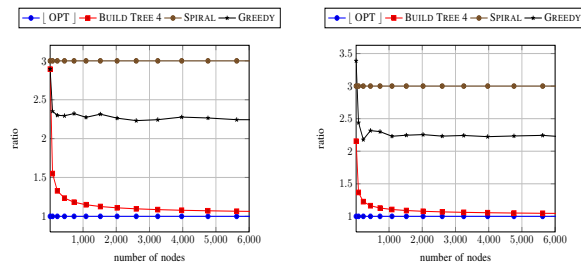 ⌊ OPT ⌋ BUILD TREE 4 SPIRAL GREEDY
3
2.5
2
1.5
1
ratio
1,000 2,000 3,000 4,000 5,000 6,000
number of nodes
⌊ OPT ⌋ BUILD TREE 4 SPIRAL GREEDY
3.5
3
2.5
2
1.5
1
ratio
1,000 2,000 3,000 4,000 5,000 6,000
number of nodes